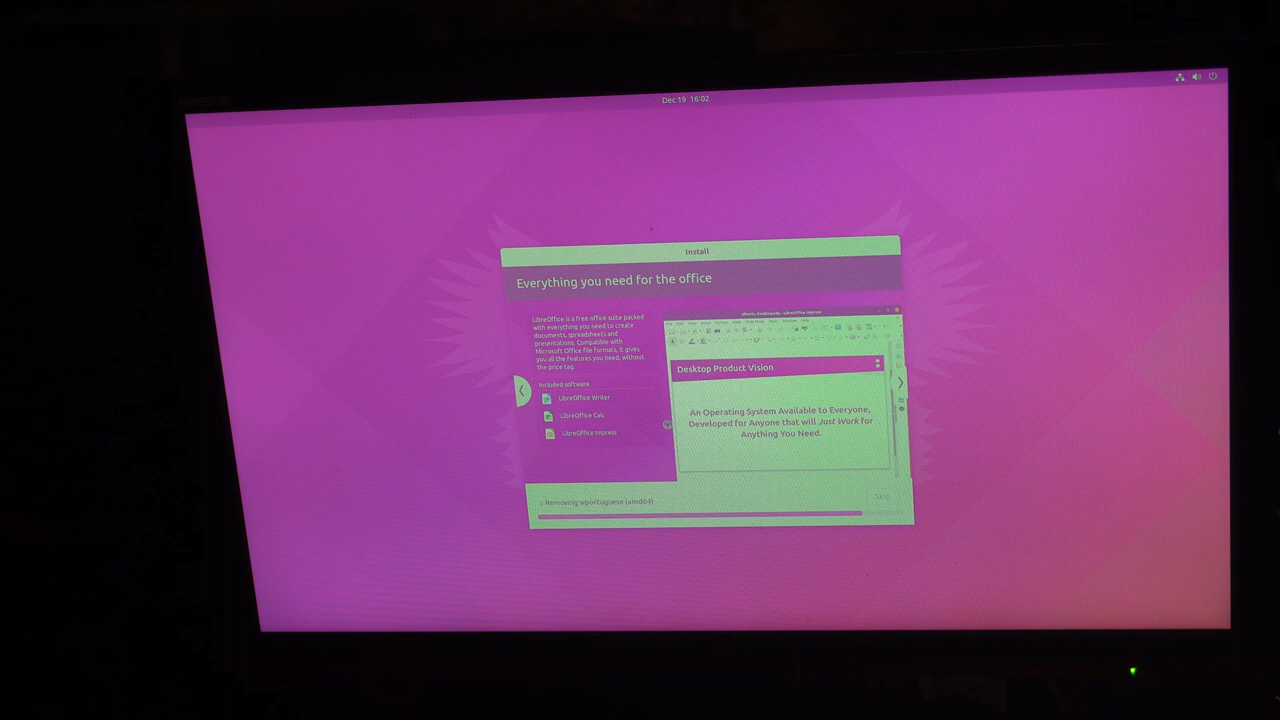 Dec 19 16:02
Install
Everything you need for the office
LibreOffice is a free office suite packed
with everything you need to create
documents, spreadsheets and
presentations. Compatible with
Microsoft Office file formats, it gives
you all the features you need, without
the price tag.
Included software
LibreOffice Writer
LibreOffice Calc
LibreOffice Impress
Desktop Product Vision
An Operating System Available to Everyone,
Developed for Anyone that will Just Work for
Anything You Need.
Removing wportuguese (amd64)
Skip